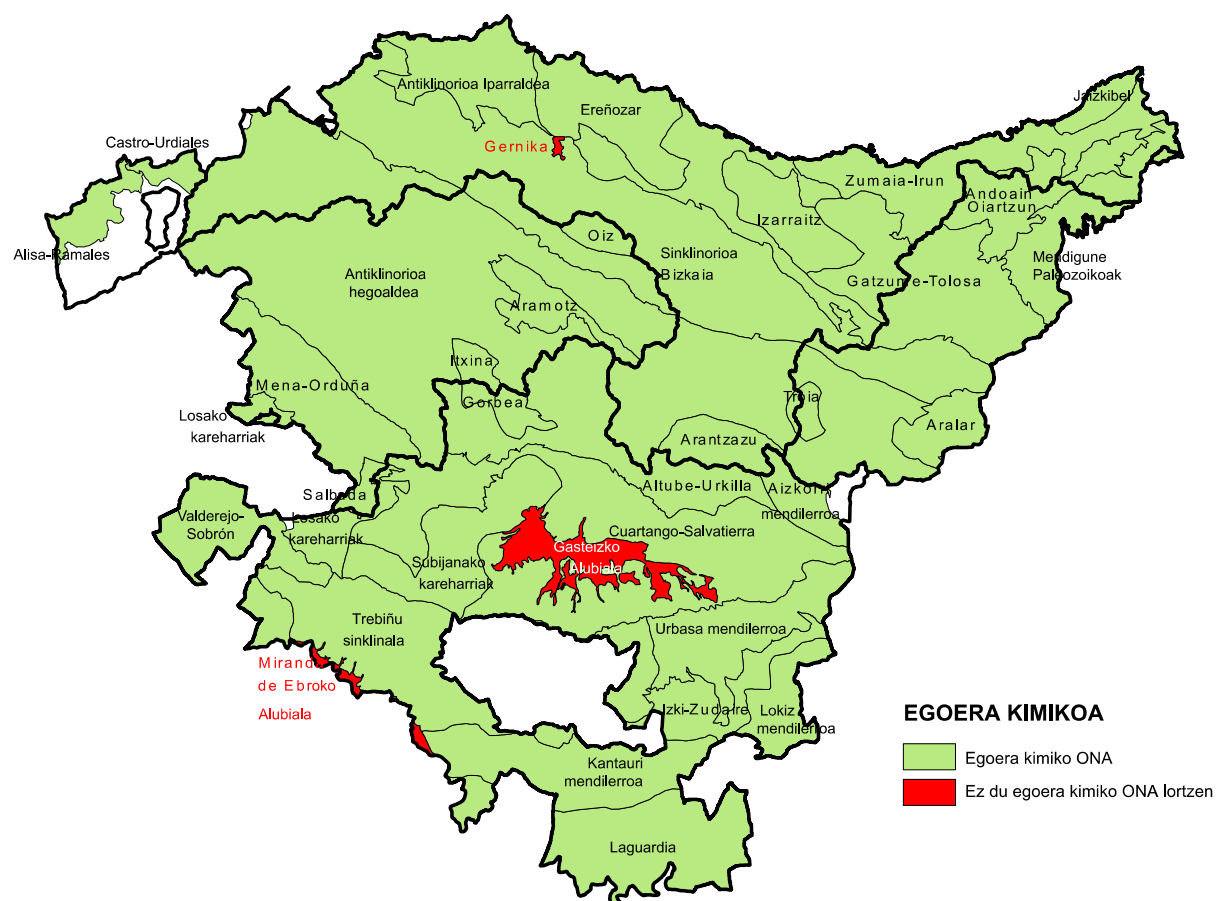 Antiklinorioa Iparraldea
Ereñozar
Jaizkibel
Castro-Urdiales
Gernika
Zumaia-Irun
Andoain
Oiartzun
Izarraitz
Oiz
Alisa-Ramales
Sinklinorioa
Bizkaia
Mendigune
Paleozoikoak
Antiklinorioa
hegoaldea
Gatzume-Tolosa
Aramotz
Itxina
Mena-Orduña
Gorbea
Troia
Losako
kareharriak
Aralar
Arantzazu
Altube-Urkilla
Aizkorri
mendilerroa
Salbada
Valderejo-
Sobrón
Losako
kareharriak
Cuartango-Salvatierra
Gasteizko
Alubiala
Subijanako
kareharriak
Trebiñu
sinklinala
Urbasa mendilerroa
Miranda
de Ebroko
Alubiala
Izki-Zudaire
Lokiz
mendilerroa
Kantauri
mendilerroa
Laguardia
EGOERA KIMIKOA
Egoera kimiko ONA
Ez du egoera kimiko ONA lortzen